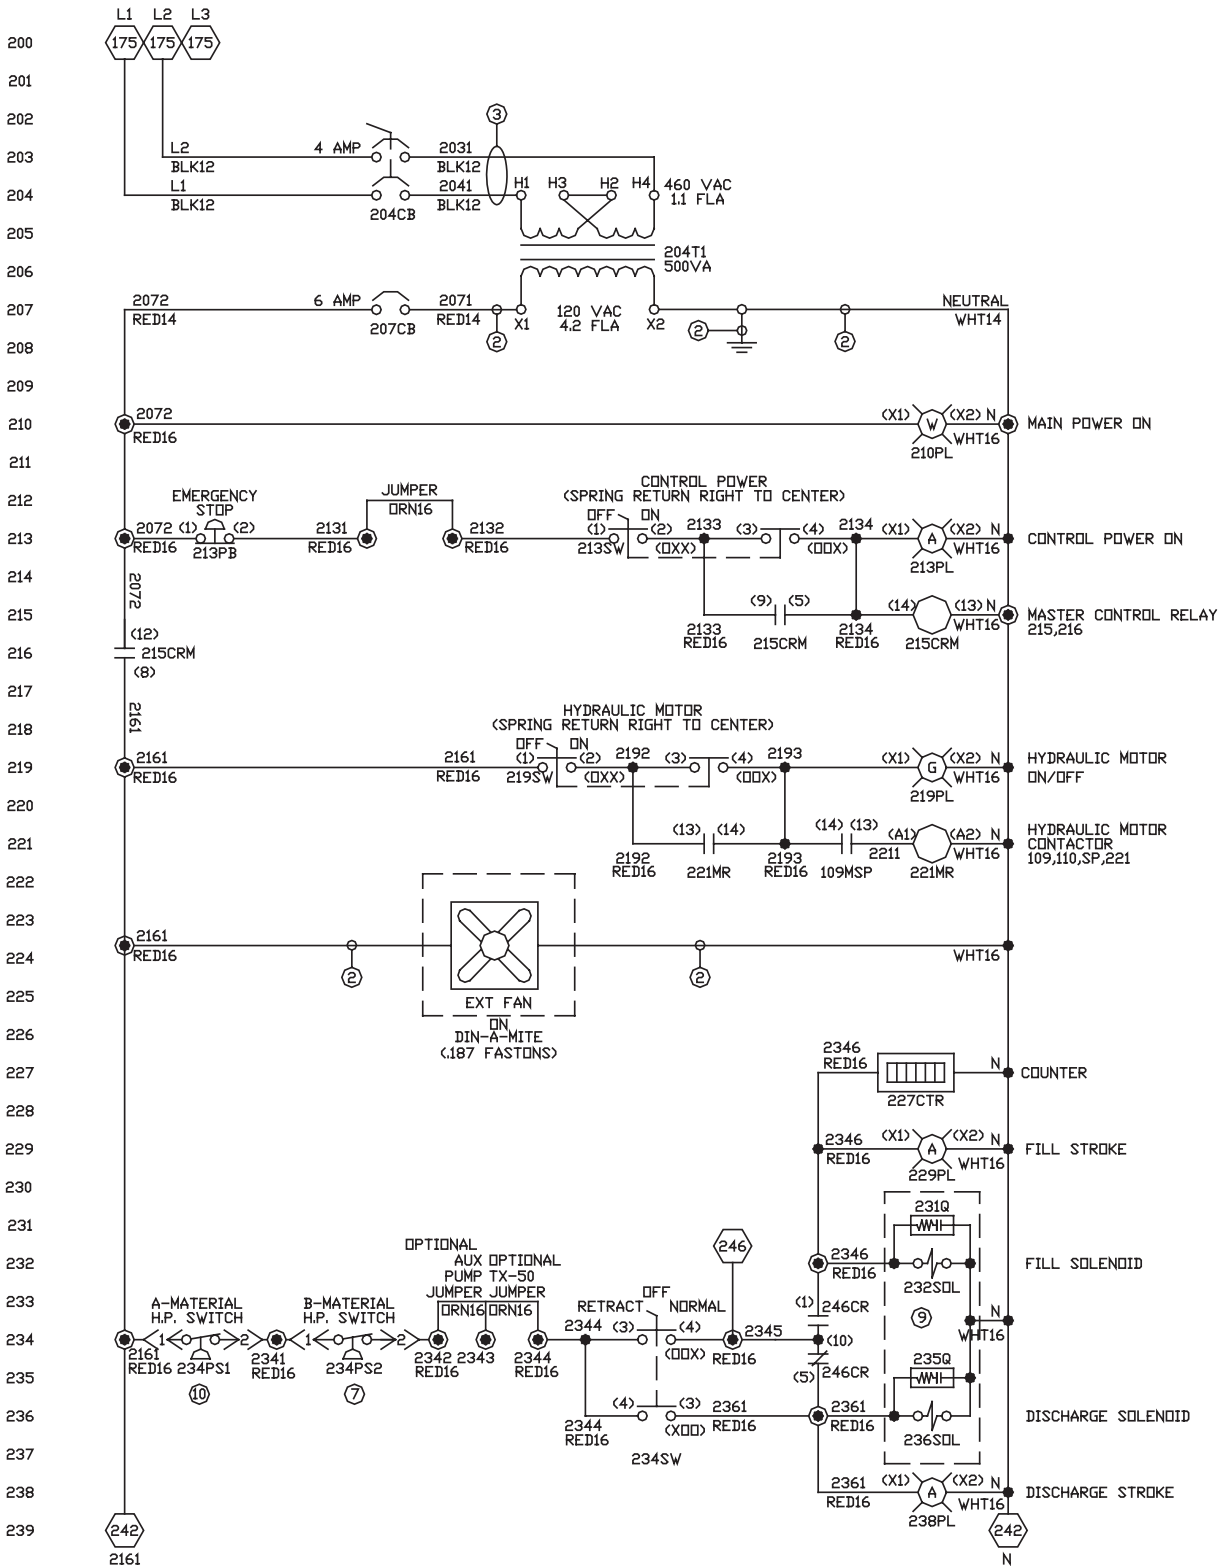 L1 L2 L3
200 175 175 175
201
202 3
L2 4 AMP 2031
203 BLK12 BLK12
L1 2041 H1 H3 H2 H4 460 VAC
204 BLK12 204CB BLK12 1.1 FLA
205
204T1
206 500VA
2072 6 AMP 2071 120 VAC NEUTRAL
207 RED14 207CB RED14 X1 4.2 FLA X2 WHT14
2 2 2
208
209
2072 (X1) W (X2) N
210 RED16 210PL WHT16 MAIN POWER ON
211
EMERGENCY STOP JUMPER CONTROL POWER
212 ORN16 (SPRING RETURN RIGHT TO CENTER)
OFF ON
2072 (1) (2) 2131 2132 (1) (2) 2133 (3) (4) 2134 (X1) A (X2) N
213 RED16 213PB RED16 RED16 213SW (OXX) (OOX) 213PL WHT16 CONTROL POWER ON
214 2072
(9) (5) (14) (13) N
215 2133 RED16 215CRM 2134 RED16 215CRM WHT16 MASTER CONTROL RELAY
215,216
(12)
216 215CRM
(8)
217
2161
218 HYDRAULIC MOTOR
(SPRING RETURN RIGHT TO CENTER)
OFF ON
2161 2161 (1) (2) 2192 (3) (4) 2193 (X1) G (X2) N HYDRAULIC MOTOR
219 RED16 RED16 219SW (OXX) (OOX) 219PL WHT16 ON/OFF
220
(13) (14) (14) (13) (A1) (A2) N HYDRAULIC MOTOR
221 2192 RED16 221MR 2193 RED16 109MSP 2211 221MR WHT16 CONTACTOR
109,110,SP,221
222
223
2161
224 RED16 2 2 WHT16
225
EXT FAN
226 ON
DIN-A-MITE
(.187 FASTONS)
2346
227 RED16 227CTR N COUNTER
228
2346 (X1) A (X2) N
229 RED16 229PL WHT16 FILL STROKE
230
231 231Q
OPTIONAL 246
232 AUX OPTIONAL 2346 RED16 232SOL FILL SOLENOID
PUMP TX-50
JUMPER JUMPER OFF
233 A-MATERIAL H.P. SWITCH B-MATERIAL H.P. SWITCH ORN16 ORN16 RETRACT NORMAL (1) 246CR 9 N
234 1 2 1 2 2344 (3) (4) 2345 (10) WHT16
2161 RED16 234PS1 2341 RED16 234PS2 2342 RED16 2343 2344 RED16 (OOX) RED16
235 10 7 (5) 246CR 235Q
(4) (3) 2361 2361
236 2344 RED16 (XOO) RED16 RED16 236SOL DISCHARGE SOLENOID
237 234SW
2361 (X1) A (X2) N
238 RED16 238PL WHT16 DISCHARGE STROKE
239 242 242
2161 N